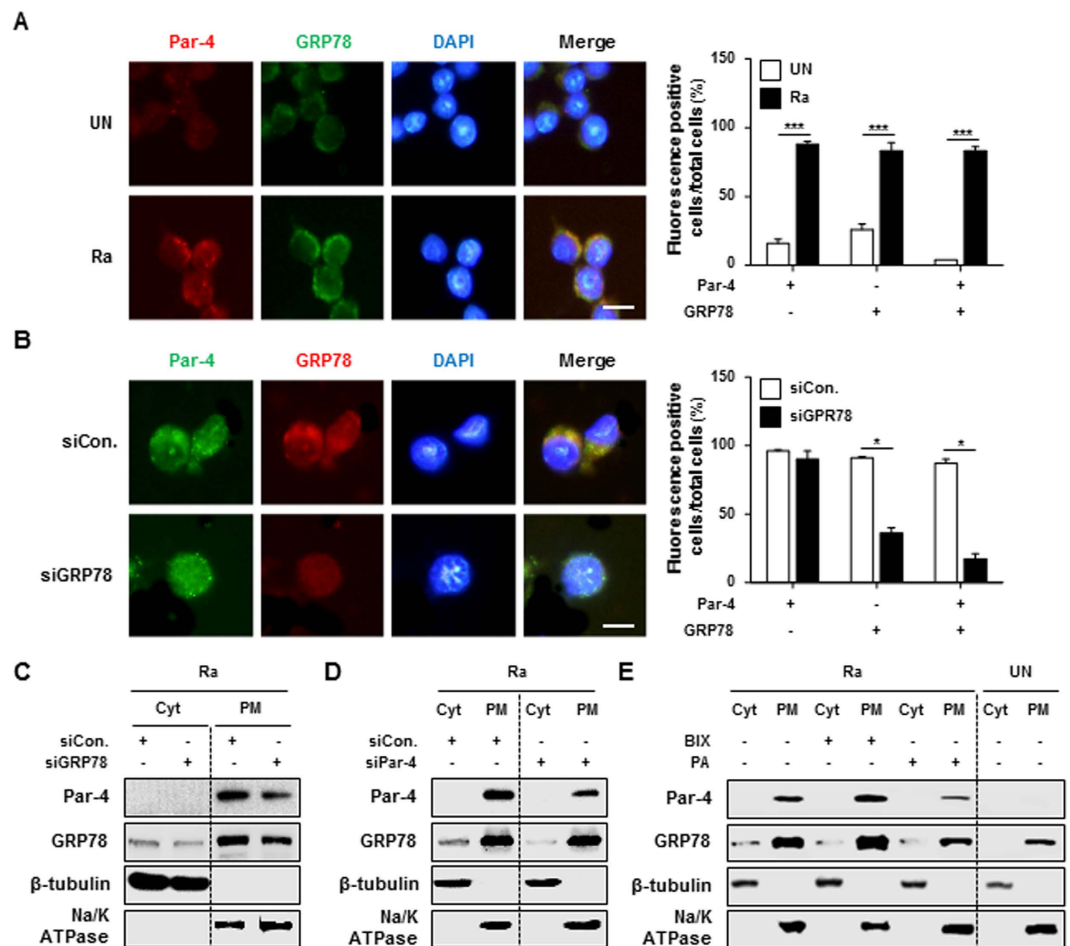 A
Par-4 GRP78 DAPI Merge
UN
Ra
Fluorescence positive
cells/total cells (%)
150
100
50
0
UN
Ra
*** *** ***
Par-4 + - +
GRP78 - + +
B
Par-4 GRP78 DAPI Merge
siCon.
siGRP78
Fluorescence positive
cells/total cells (%)
150
100
50
0
siCon.
siGPR78
* *
Par-4 + - +
GRP78 - + +
C
Ra
Cyt PM
siCon. + - + -
siGRP78 - + - +
Par-4
GRP78
β-tubulin
Na/K
ATPase
D
Ra
Cyt PM Cyt PM
siCon. + + - -
siPar-4 - - + +
Par-4
GRP78
β-tubulin
Na/K
ATPase
E
Ra UN
Cyt PM Cyt PM Cyt PM Cyt PM
BIX - - + + - - - -
PA - - - - + + - -
Par-4
GRP78
β-tubulin
Na/K
ATPase